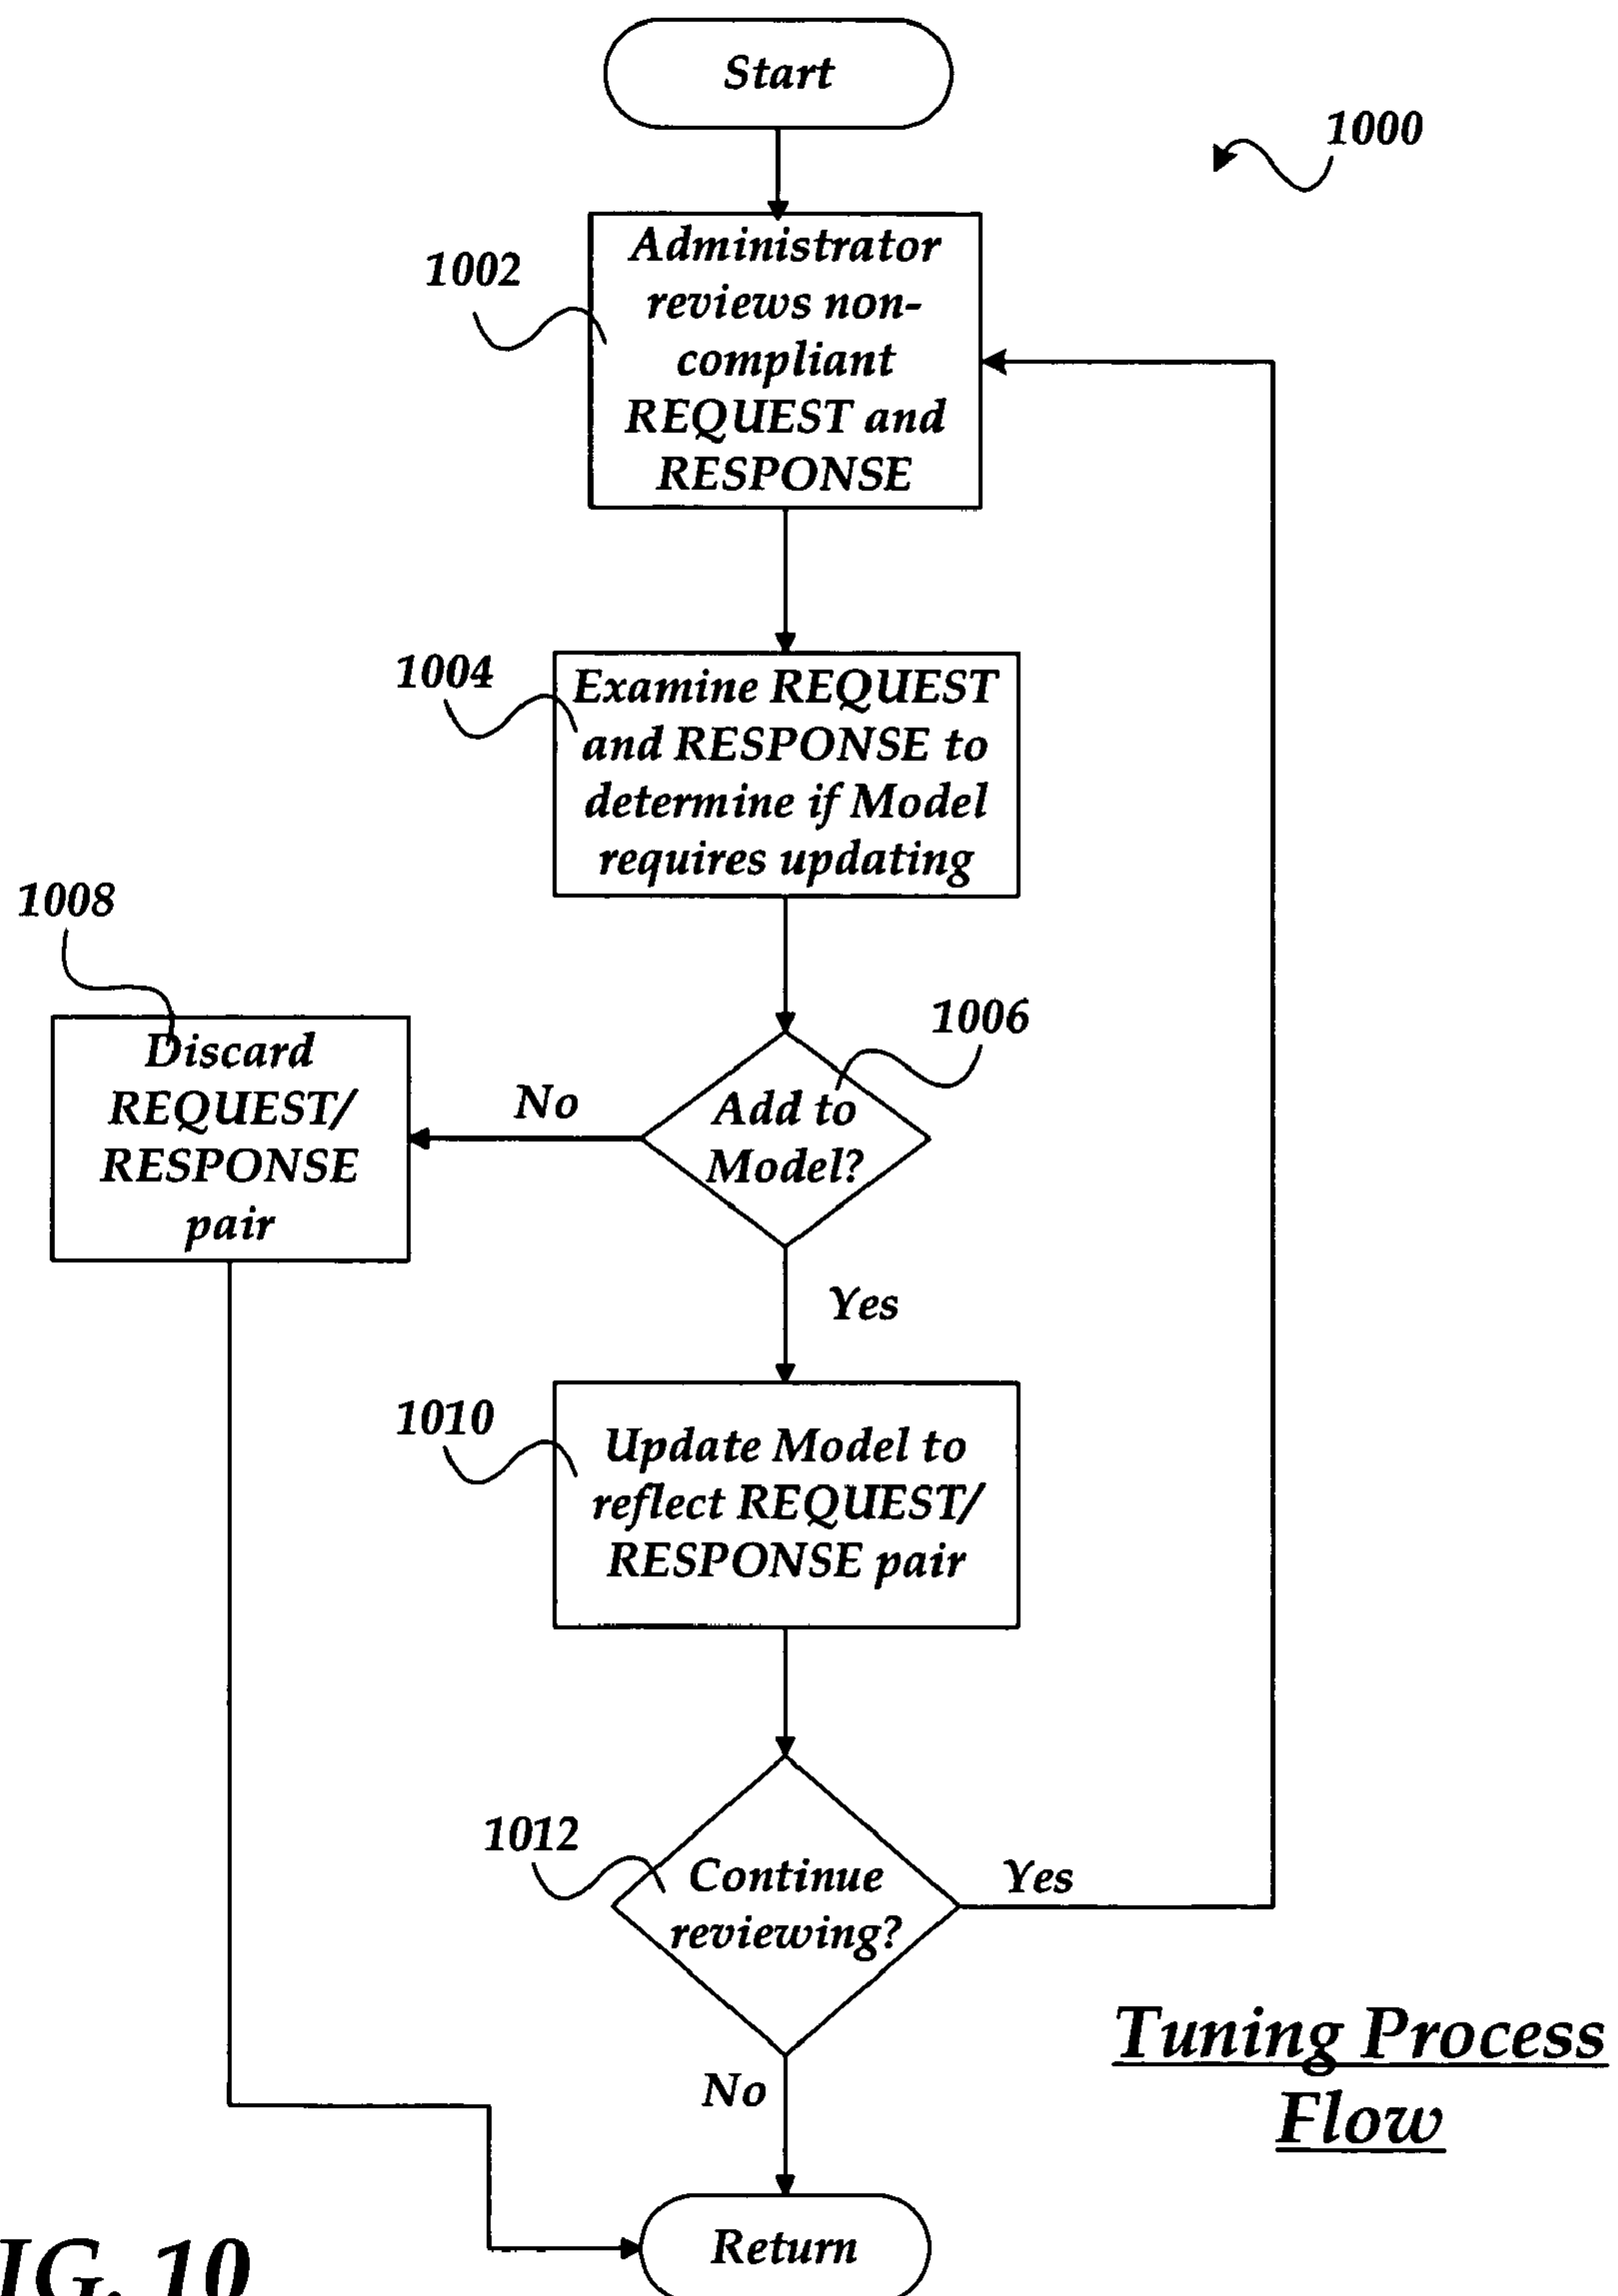 Start
1000
1002
Administrator
reviews non-
compliant
REQUEST and
RESPONSE
1004
Examine REQUEST
and RESPONSE to
determine if Model
requires updating
1008
Discard
REQUEST/
RESPONSE
pair
No
1006
Add to
Model?
Yes
1010
Update Model to
reflect REQUEST/
RESPONSE pair
1012
Continue
reviewing?
Yes
No
Tuning Process
Flow
Return
IG. 10